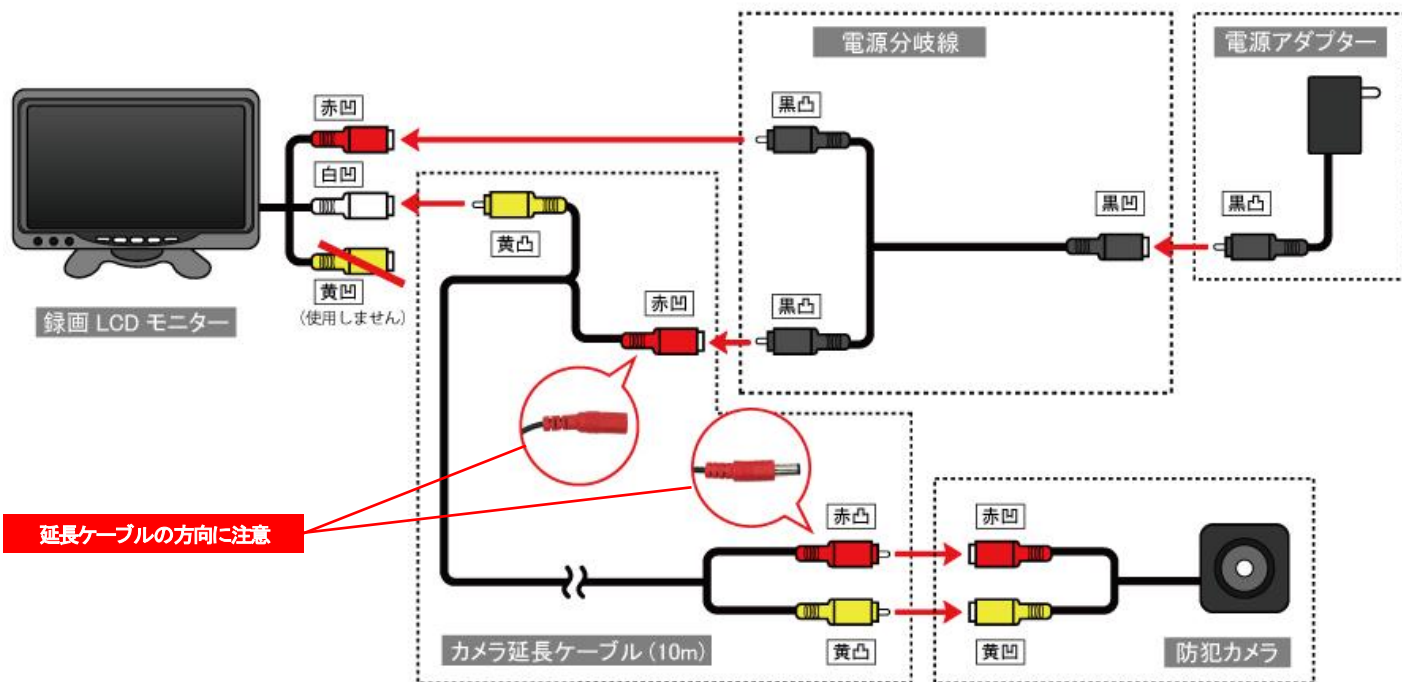 電源分岐線
電源アダプター
赤凹
黒凸
白凹
黄凸
黒凹
黒凸
黄凹
(使用しません)
録画 LCD モニター
赤凹
黒凸
延長ケーブルの方向に注意
赤凸
赤凹
カメラ延長ケーブル(10m)
黄凸
黄凹
防犯カメラ